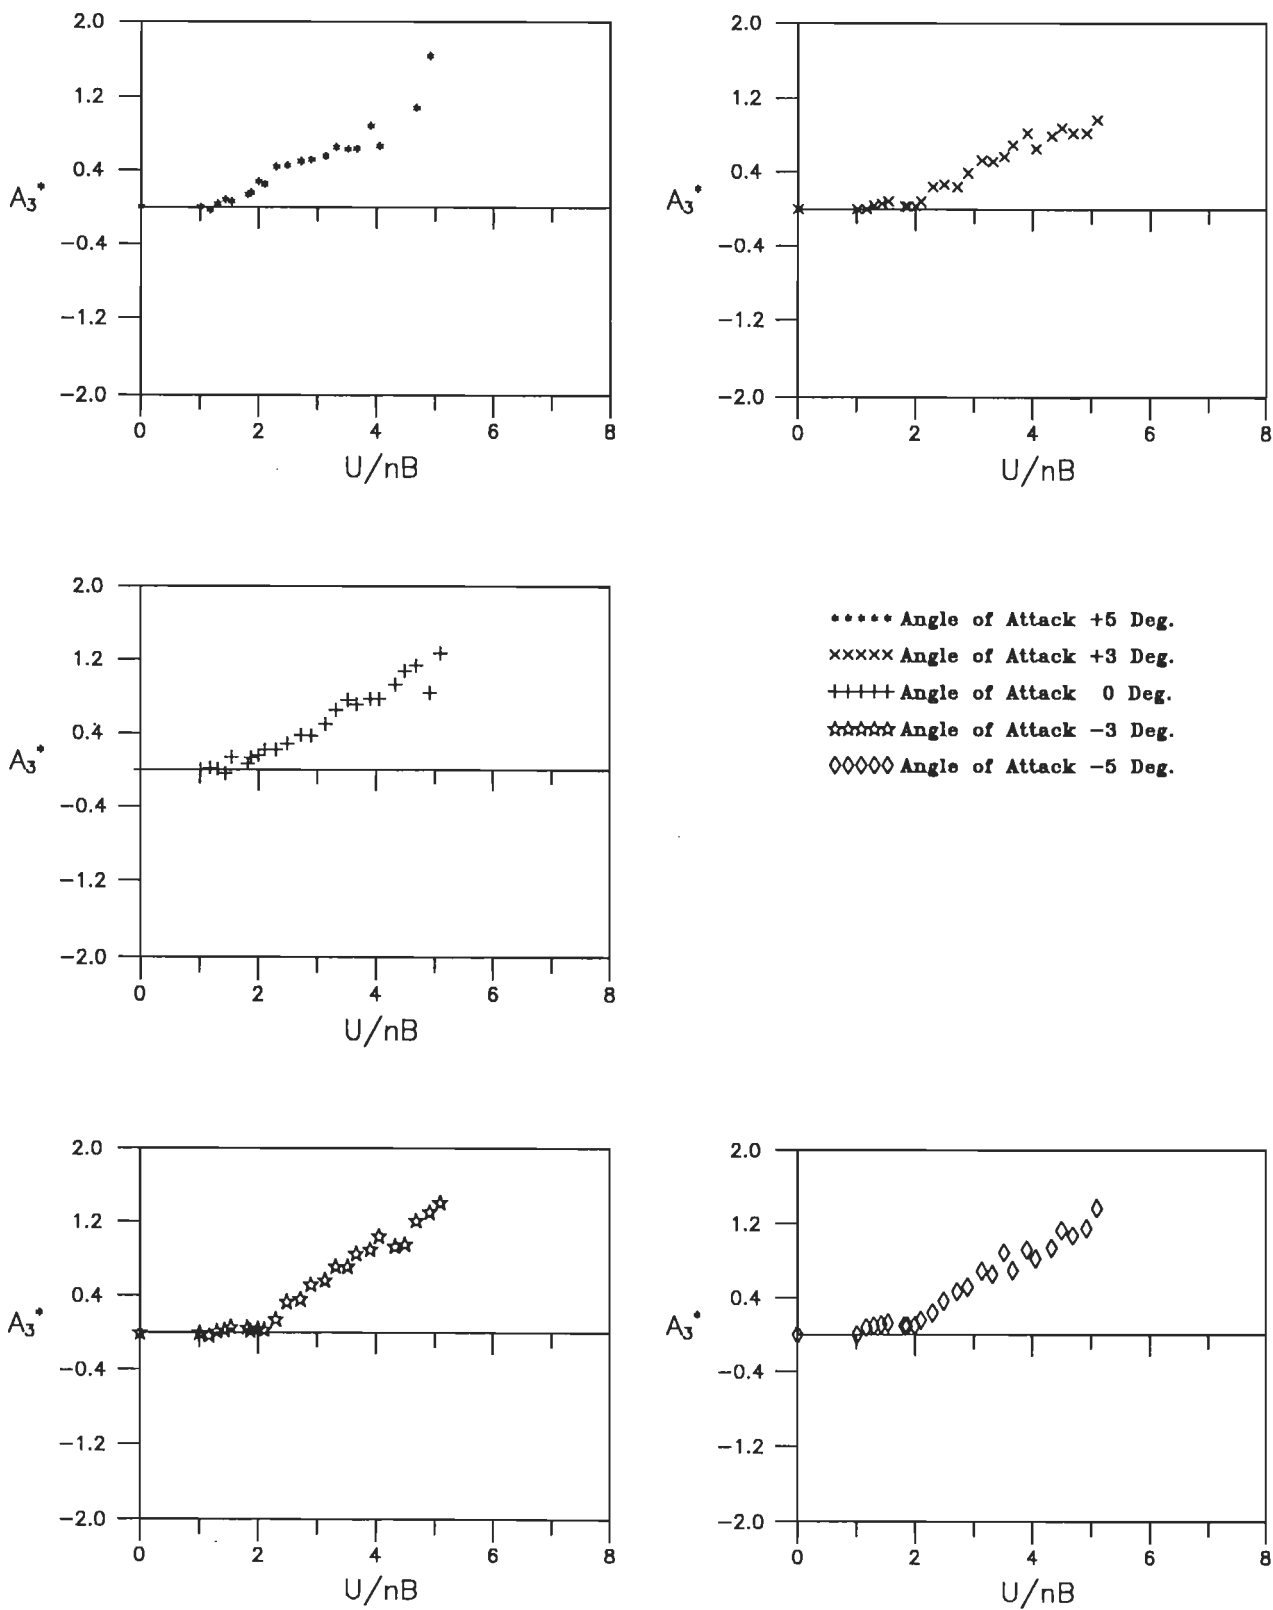 2.0
1.2
0.4
A3*
−0.4
−1.2
−2.0
0 2 4 6 8
U/nB
2.0
1.2
0.4
A3*
−0.4
−1.2
−2.0
0 2 4 6 8
U/nB
2.0
1.2
0.4
A3*
−0.4
−1.2
−2.0
0 2 4 6 8
U/nB
Angle of Attack +5 Deg.
Angle of Attack +3 Deg.
Angle of Attack 0 Deg.
Angle of Attack −3 Deg.
Angle of Attack −5 Deg.
2.0
1.2
0.4
A3*
−0.4
−1.2
−2.0
0 2 4 6 8
U/nB
2.0
1.2
0.4
A3*
−0.4
−1.2
−2.0
0 2 4 6 8
U/nB